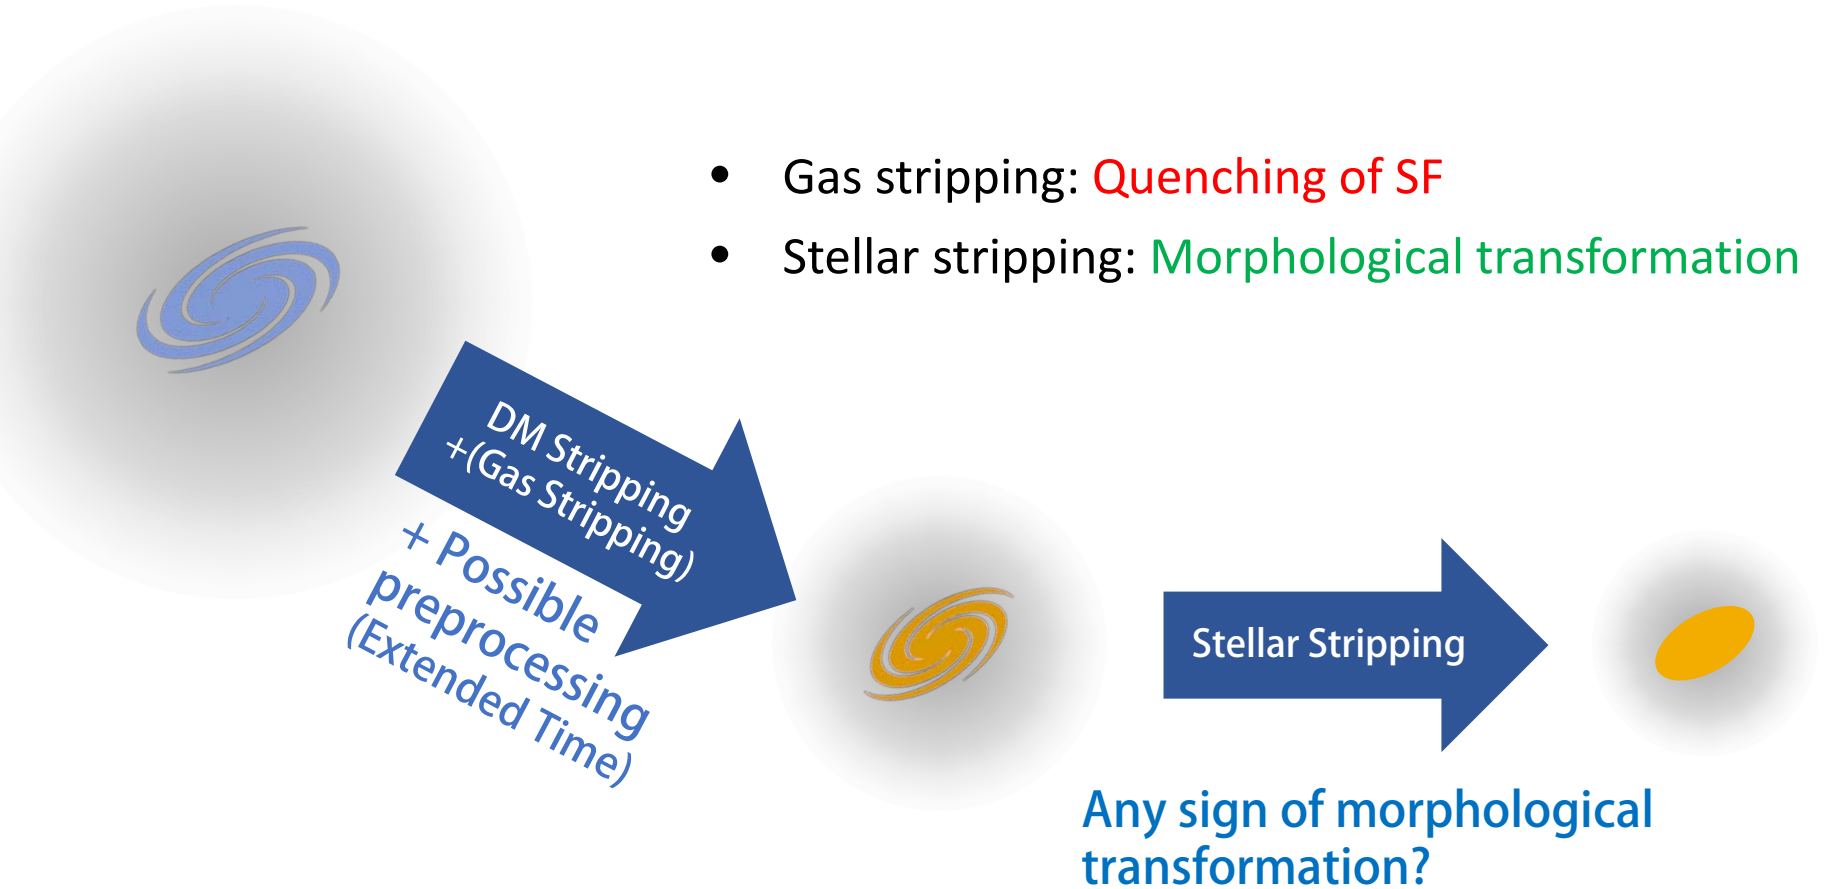 • Gas stripping: Quenching of SF
• Stellar stripping: Morphological transformation
DM Stripping
+(Gas Stripping)
+ Possible
preprocessing
(Extended Time)
Stellar Stripping
Any sign of morphological
transformation?